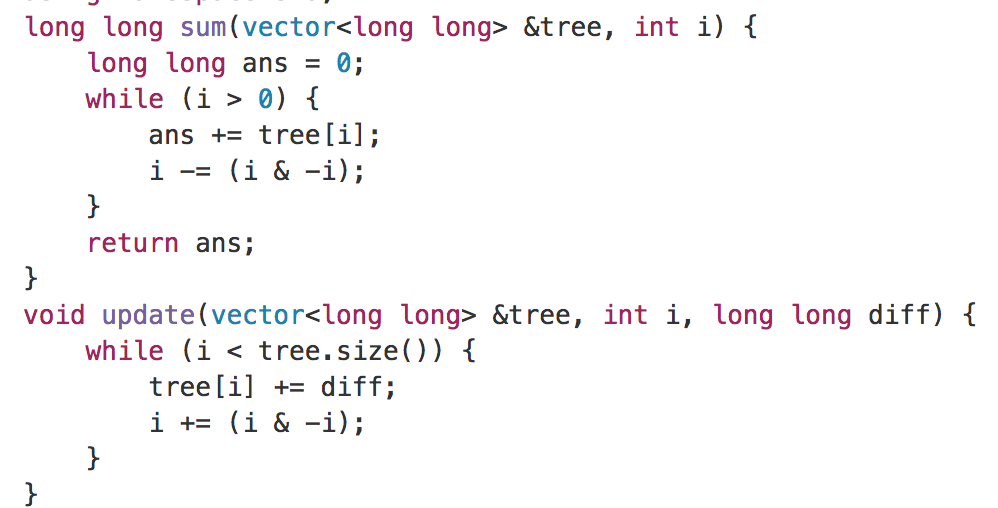 long long sum(vector<long long> &tree, int i) {
    long long ans = 0;
    while (i > 0) {
        ans += tree[i];
        i -= (i & -i);
    }
    return ans;
}
void update(vector<long long> &tree, int i, long long diff) {
    while (i < tree.size()) {
        tree[i] += diff;
        i += (i & -i);
    }
}